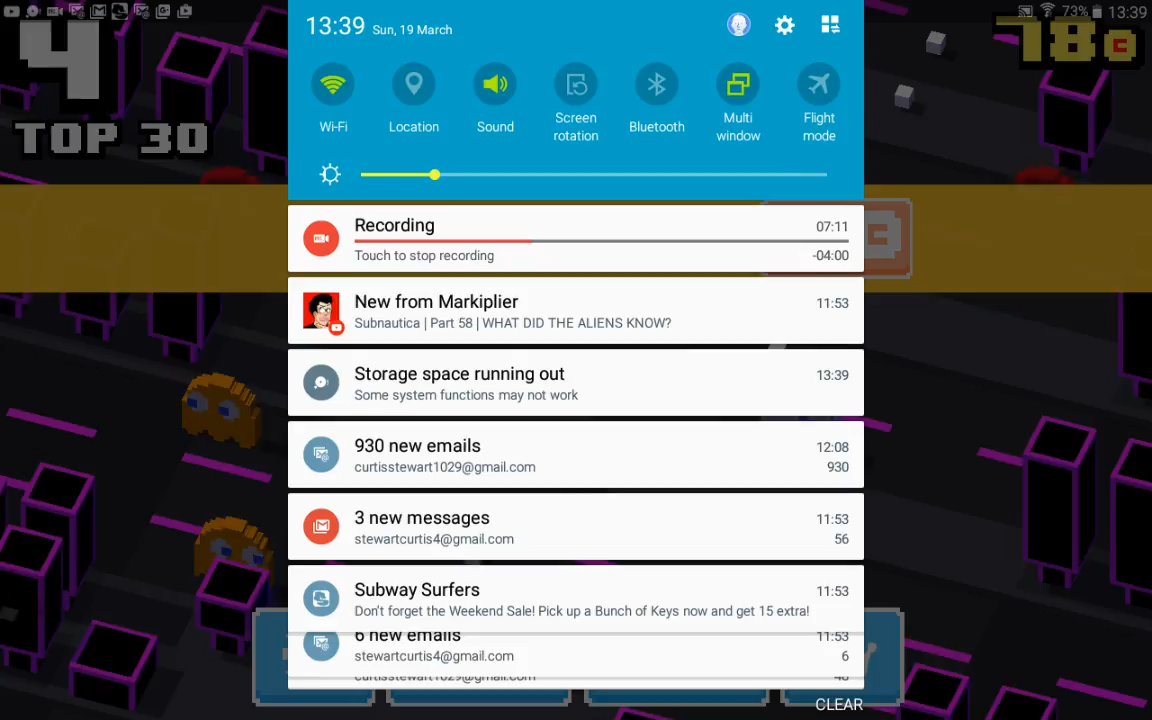 73% 13:39
4
TOP 30
78 c
13:39 Sun, 19 March
Wi-Fi
Location
Sound
Screen rotation
Bluetooth
Multi window
Flight mode
Recording 07:11
Touch to stop recording -04:00
New from Markiplier 11:53
Subnautica | Part 58 | WHAT DID THE ALIENS KNOW?
Storage space running out 13:39
Some system functions may not work
930 new emails 12:08
curtisstewart1029@gmail.com 930
3 new messages 11:53
stewartcurtis4@gmail.com 56
Subway Surfers 11:53
Don't forget the Weekend Sale! Pick up a Bunch of Keys now and get 15 extra!
6 new emails 11:53
stewartcurtis4@gmail.com 6
curtisstewart1029@gmail.com
CLEAR